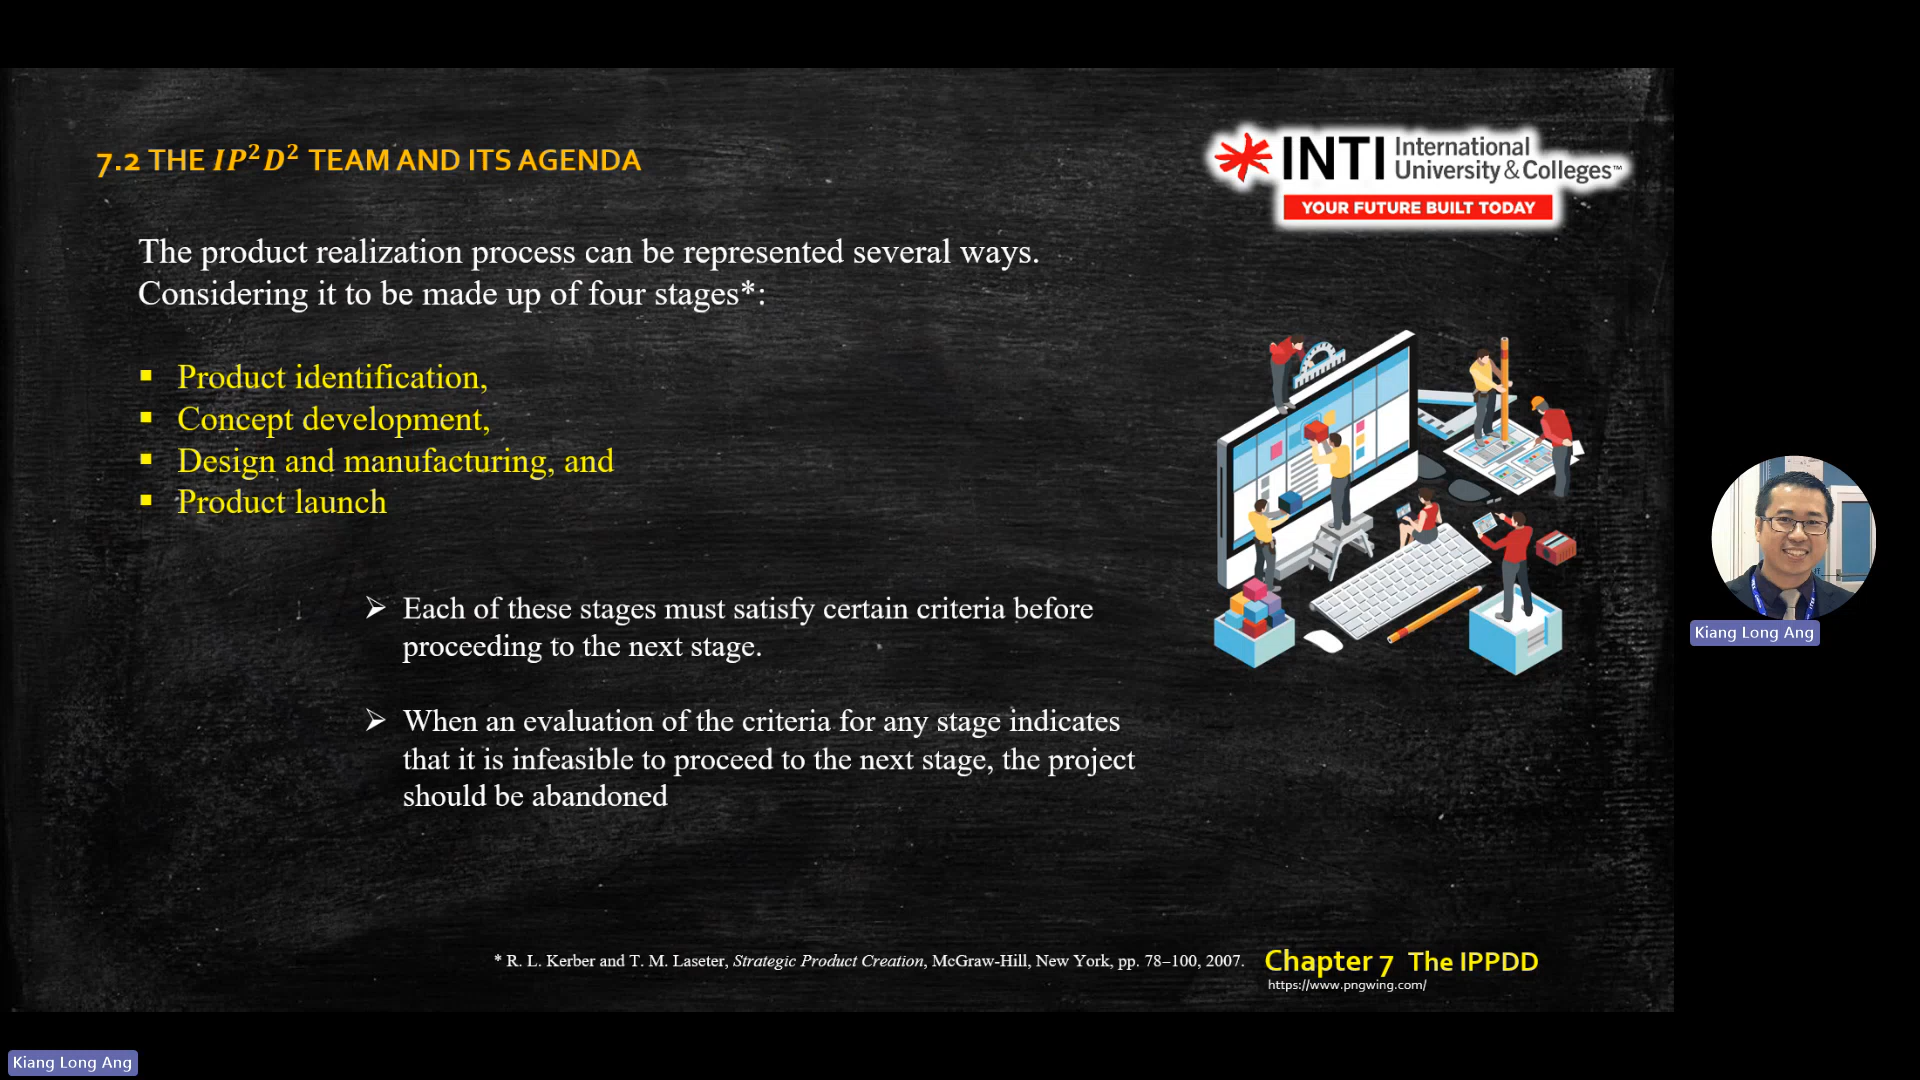 7.2 THE IP²D² TEAM AND ITS AGENDA
INTI International
University & Colleges™
YOUR FUTURE BUILT TODAY
The product realization process can be represented several ways.
Considering it to be made up of four stages*:
▪ Product identification,
▪ Concept development,
▪ Design and manufacturing, and
▪ Product launch
➢ Each of these stages must satisfy certain criteria before
proceeding to the next stage.
➢ When an evaluation of the criteria for any stage indicates
that it is infeasible to proceed to the next stage, the project
should be abandoned
Kiang Long Ang
* R. L. Kerber and T. M. Laseter, Strategic Product Creation, McGraw-Hill, New York, pp. 78–100, 2007.
Chapter 7 The IPPDD
https://www.pngwing.com/
Kiang Long Ang